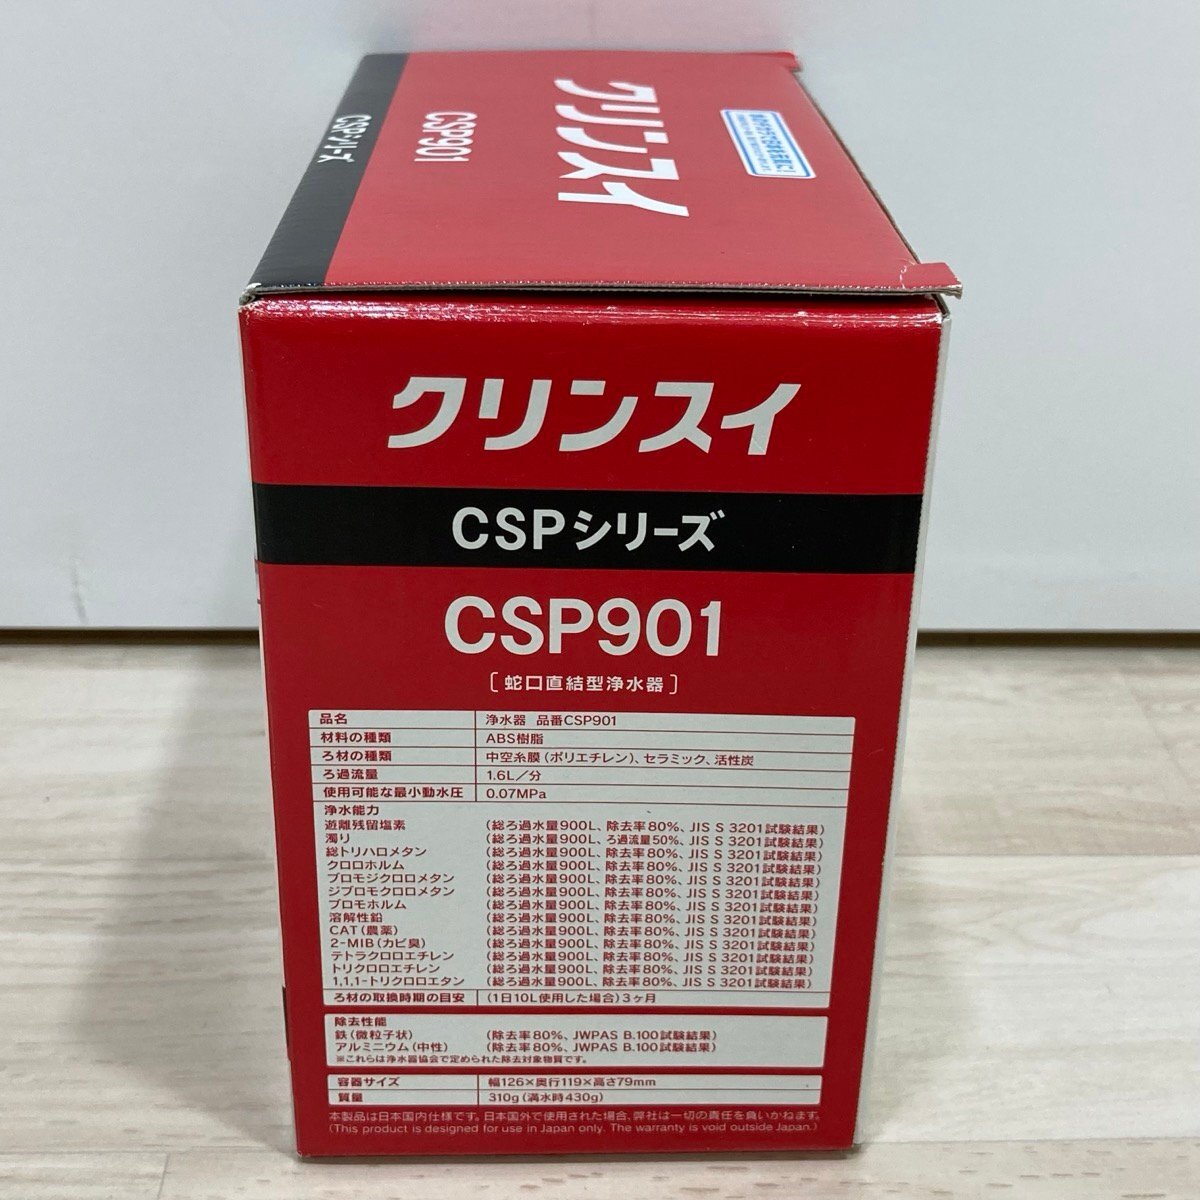 クリンスイ
CSP901
CSPシリーズ
クリンスイ
CSPシリーズ
CSP901
［蛇口直結型浄水器］
品名 浄水器 品番CSP901
材料の種類 ABS樹脂
ろ材の種類 中空糸膜(ポリエチレン)、セラミック、活性炭
ろ過流量 1.6L／分
使用可能な最小動水圧 0.07MPa
浄水能力
遊離残留塩素 (総ろ過水量900L、除去率80%、JIS S 3201試験結果)
濁り (総ろ過水量900L、ろ過流量50%、JIS S 3201試験結果)
総トリハロメタン (総ろ過水量900L、除去率80%、JIS S 3201試験結果)
クロロホルム (総ろ過水量900L、除去率80%、JIS S 3201試験結果)
ブロモジクロロメタン (総ろ過水量900L、除去率80%、JIS S 3201試験結果)
ジブロモクロロメタン (総ろ過水量900L、除去率80%、JIS S 3201試験結果)
ブロモホルム (総ろ過水量900L、除去率80%、JIS S 3201試験結果)
溶解性鉛 (総ろ過水量900L、除去率80%、JIS S 3201試験結果)
CAT(農薬) (総ろ過水量900L、除去率80%、JIS S 3201試験結果)
2-MIB(カビ臭) (総ろ過水量900L、除去率80%、JIS S 3201試験結果)
テトラクロロエチレン (総ろ過水量900L、除去率80%、JIS S 3201試験結果)
トリクロロエチレン (総ろ過水量900L、除去率80%、JIS S 3201試験結果)
1,1,1-トリクロロエタン (総ろ過水量900L、除去率80%、JIS S 3201試験結果)
ろ材の取換時期の目安 (1日10L使用した場合)3ヶ月
除去性能
鉄(微粒子状) (除去率80%、JWPAS B.100試験結果)
アルミニウム(中性) (除去率80%、JWPAS B.100試験結果)
※これらは浄水器協会で定められた除去対象物質です。
容器サイズ 幅126×奥行119×高さ79mm
質量 310g(満水時430g)
本製品は日本国内仕様です。日本国外で使用された場合、弊社は一切の責任を負いかねます。
(This product is designed for use in Japan only. The warranty is void outside Japan.)